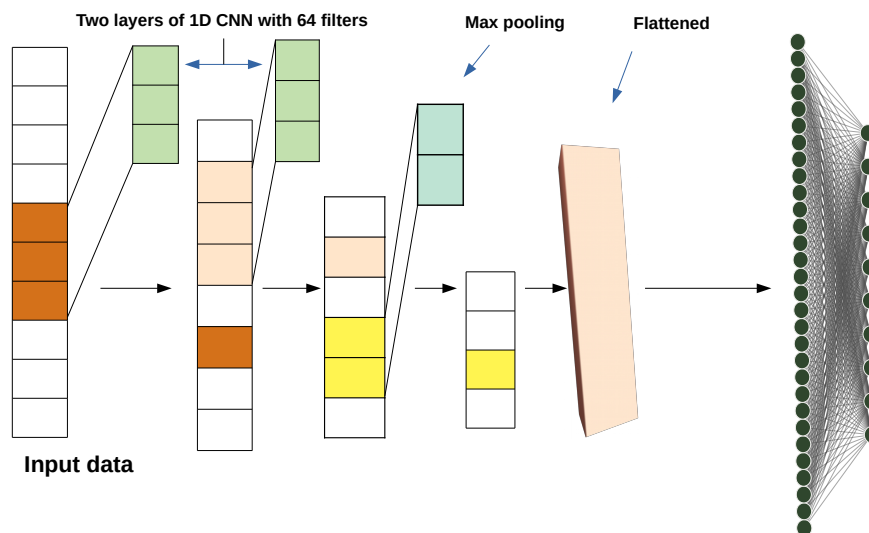 Two layers of 1D CNN with 64 filters
Max pooling
Flattened
Input data